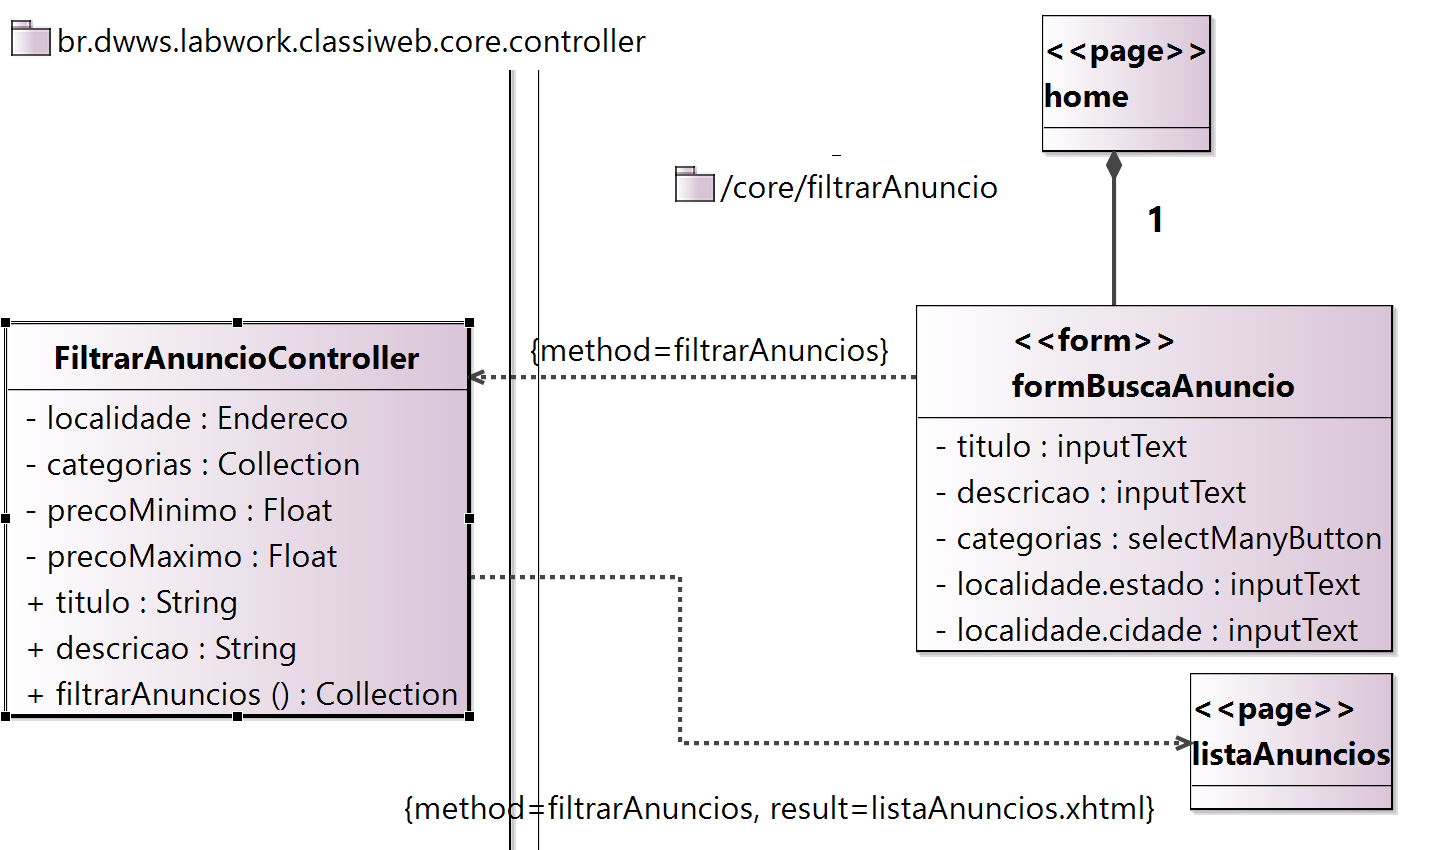 br.dwws.labwork.classiweb.core.controller
<<page>>
home
/core/filtrarAnuncio
1
{method=filtrarAnuncios}
FiltrarAnuncioController
- localidade : Endereco
- categorias : Collection
- precoMinimo : Float
- precoMaximo : Float
+ titulo : String
+ descricao : String
+ filtrarAnuncios () : Collection
<<form>>
formBuscaAnuncio
- titulo : inputText
- descricao : inputText
- categorias : selectManyButton
- localidade.estado : inputText
- localidade.cidade : inputText
<<page>>
listaAnuncios
{method=filtrarAnuncios, result=listaAnuncios.xhtml}